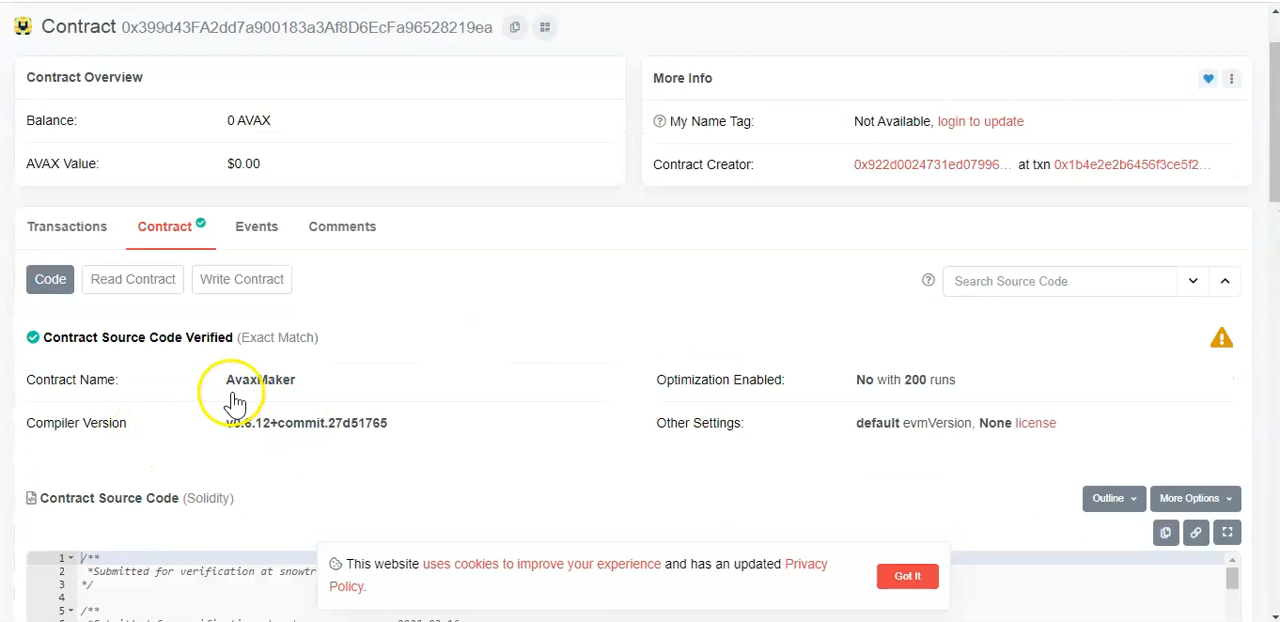 Contract 0x399d43FA2dd7a900183a3Af8D6EcFa96528219ea
Contract Overview
Balance: 0 AVAX
AVAX Value: $0.00
More Info
My Name Tag: Not Available, login to update
Contract Creator: 0x922d0024731ed07996... at txn 0x1b4e2e2b6456f3ce5f2...
Transactions Contract Events Comments
Code Read Contract Write Contract
Search Source Code
Contract Source Code Verified (Exact Match)
Contract Name: AvaxMaker
Optimization Enabled: No with 200 runs
Compiler Version v0.6.12+commit.27d51765
Other Settings: default evmVersion, None license
Contract Source Code (Solidity)
Outline More Options
1 /**
2 *Submitted for verification at snowtr
3 */
4
5 /**
This website uses cookies to improve your experience and has an updated Privacy
Policy.
Got It